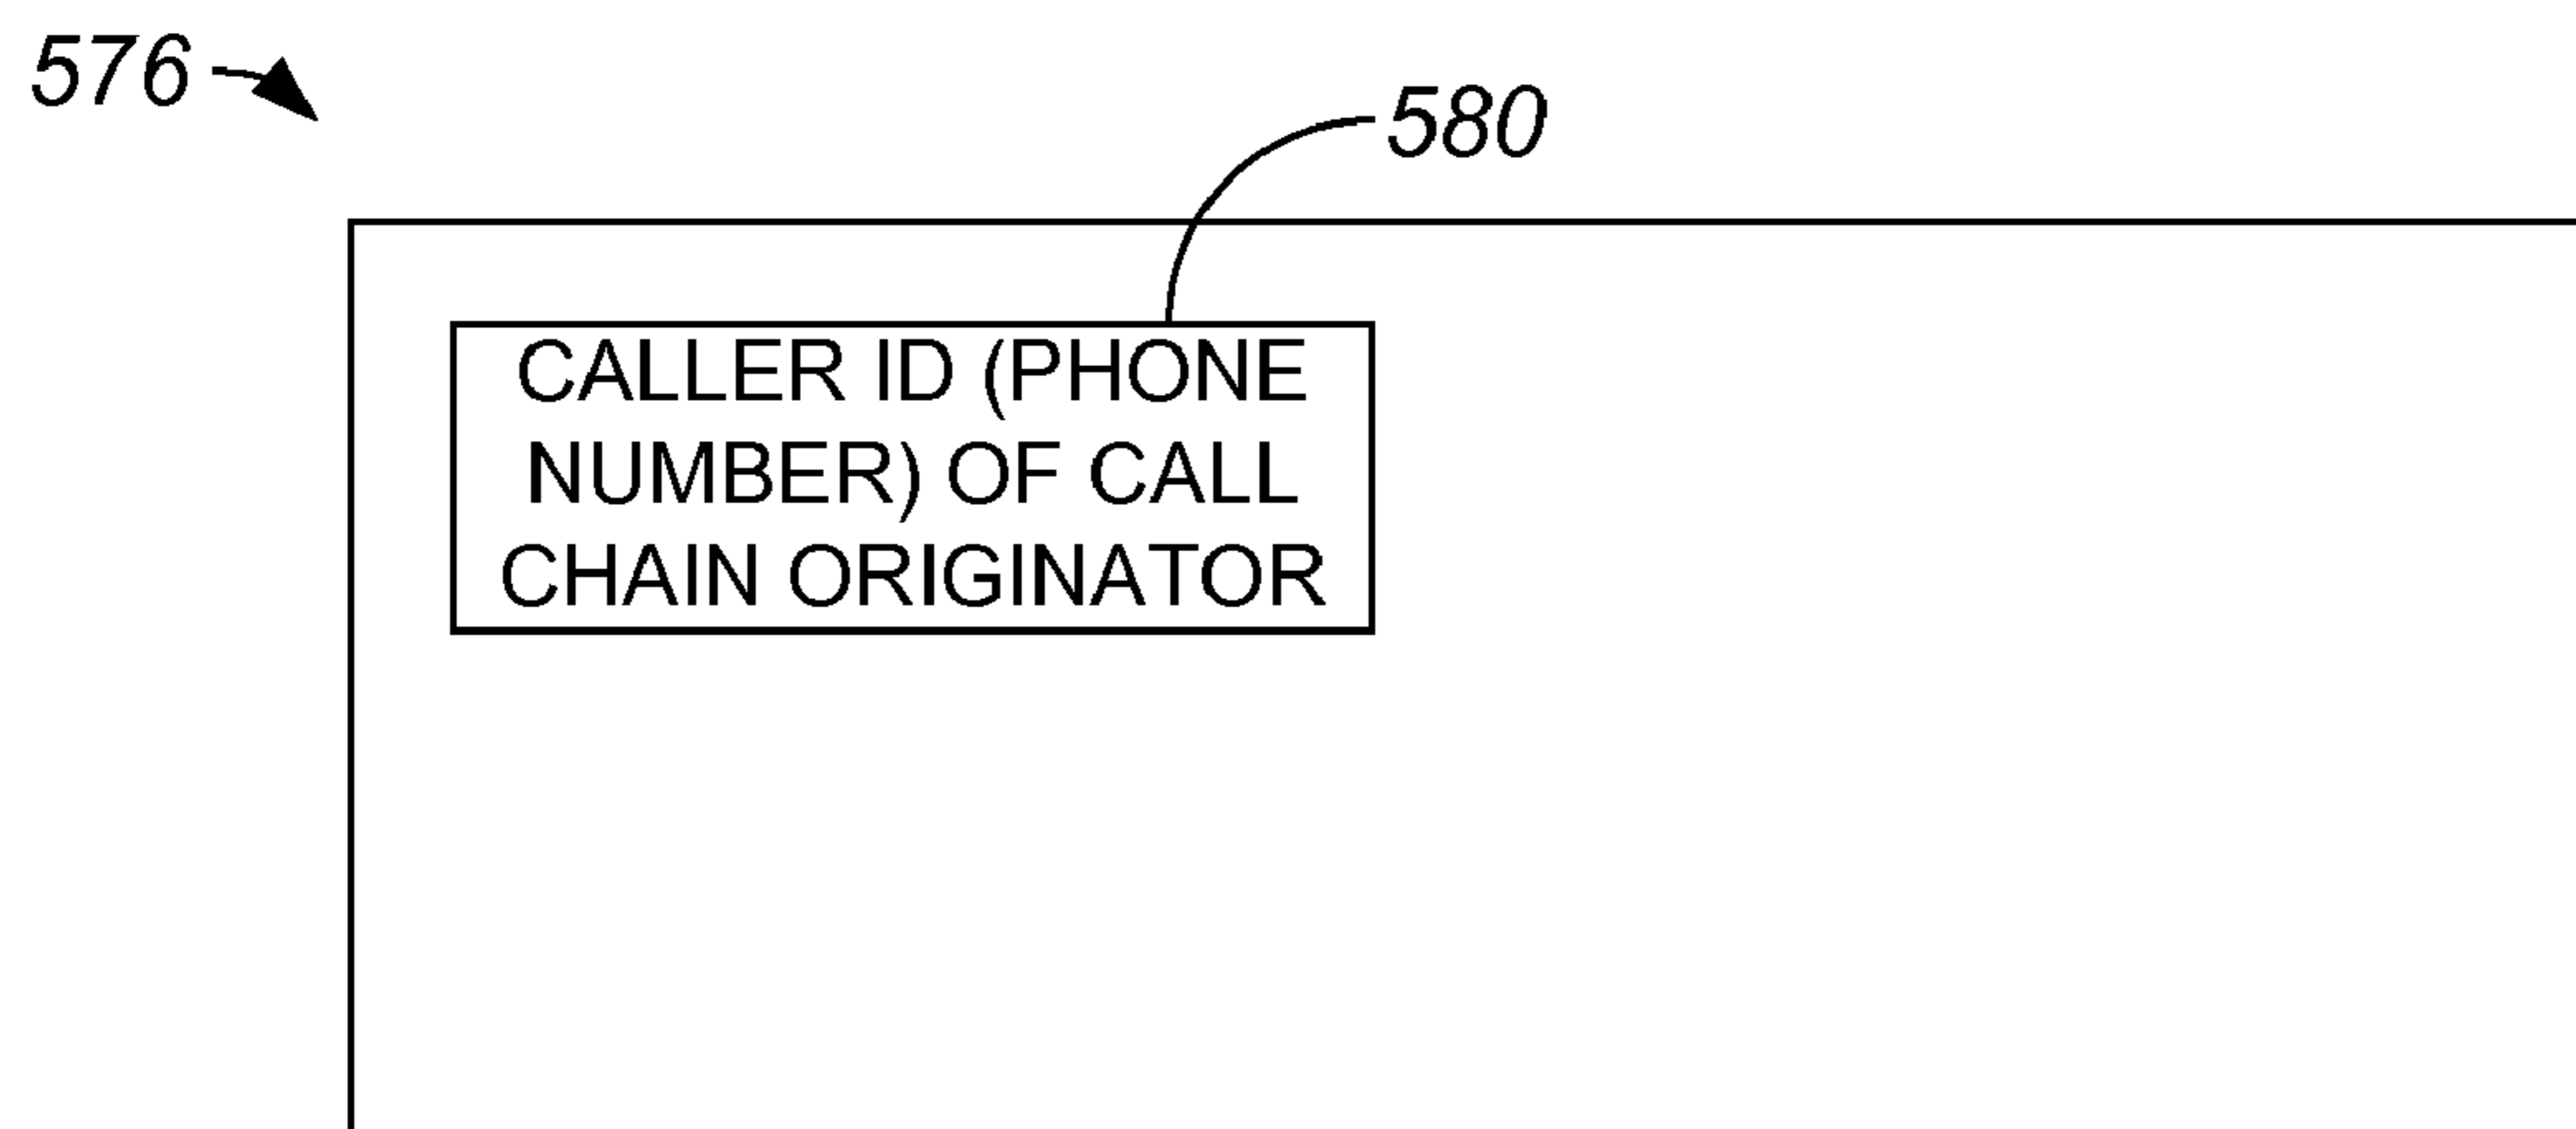 576
580
CALLER ID (PHONE
NUMBER) OF CALL
CHAIN ORIGINATOR